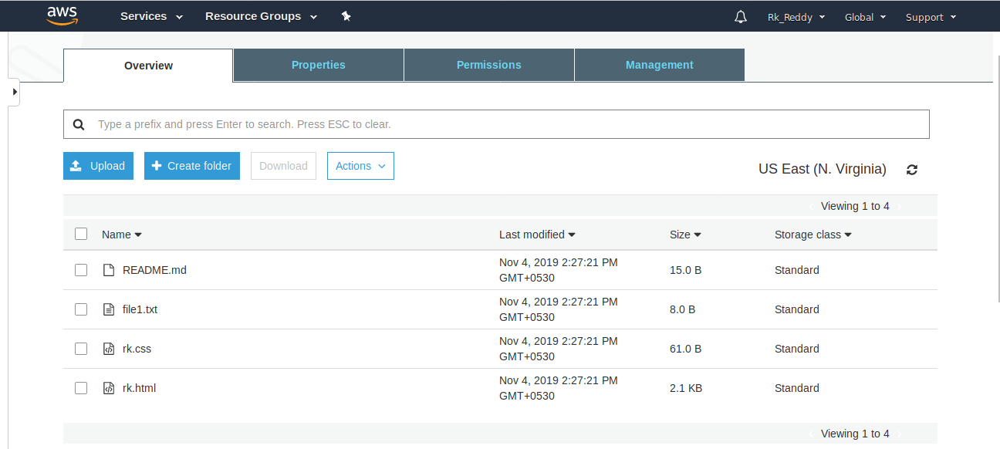 aws Services Resource Groups Rk_Reddy Global Support
Overview Properties Permissions Management
Type a prefix and press Enter to search. Press ESC to clear.
Upload Create folder Download Actions US East (N. Virginia)
Viewing 1 to 4
Name Last modified Size Storage class
README.md Nov 4, 2019 2:27:21 PM 15.0 B Standard
GMT+0530
file1.txt Nov 4, 2019 2:27:21 PM 8.0 B Standard
GMT+0530
rk.css Nov 4, 2019 2:27:21 PM 61.0 B Standard
GMT+0530
rk.html Nov 4, 2019 2:27:21 PM 2.1 KB Standard
GMT+0530
Viewing 1 to 4